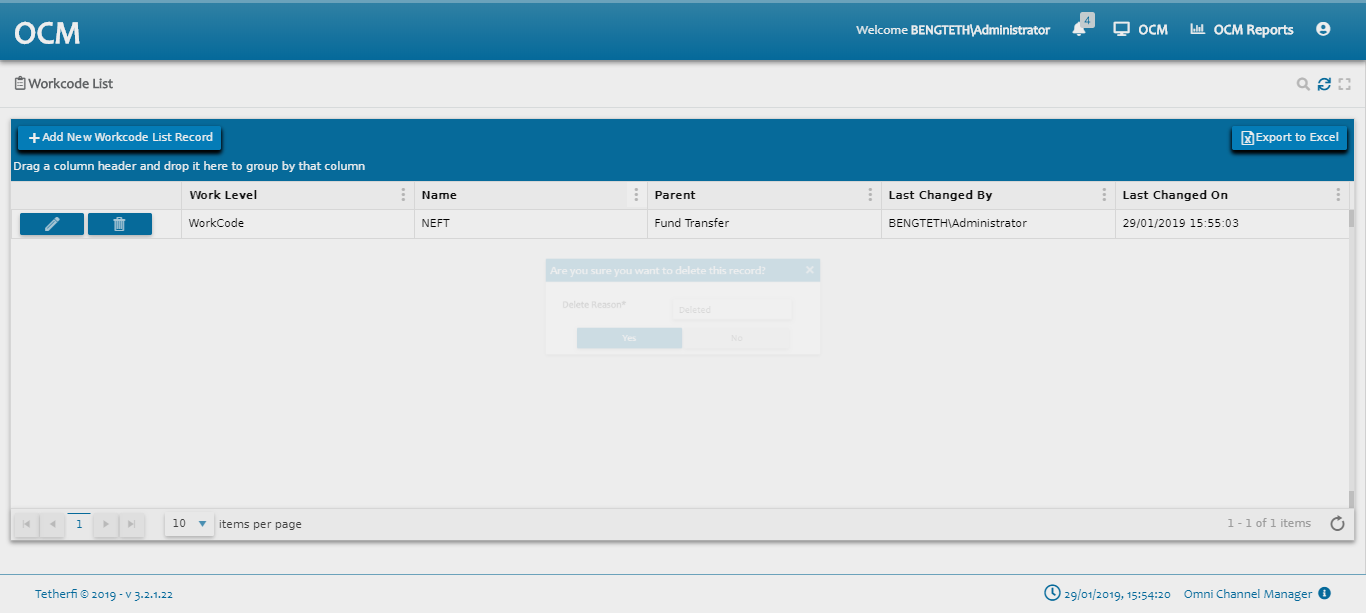 OCM
Welcome BENGTETH\Administrator
4
OCM
OCM Reports
Workcode List
Add New Workcode List Record
Export to Excel
Drag a column header and drop it here to group by that column
Work Level Name Parent Last Changed By Last Changed On
WorkCode NEFT Fund Transfer BENGTETH\Administrator 29/01/2019 15:55:03
Are you sure you want to delete this record?
Delete Reason* Deleted
Yes No
1 10 items per page 1 - 1 of 1 items
Tetherfi © 2019 - v 3.2.1.22 29/01/2019, 15:54:20 Omni Channel Manager